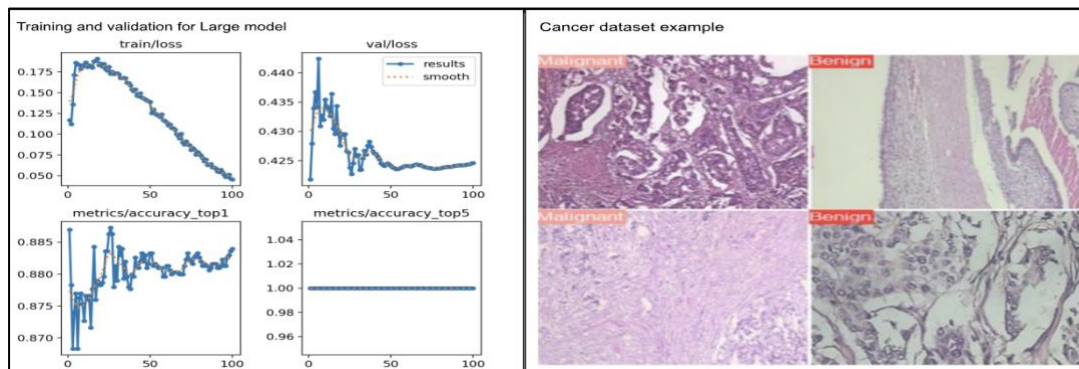 Training and validation for Large model
train/loss
0.175
0.150
0.125
0.100
0.075
0.050
0
50
100
val/loss
results
smooth
0.440
0.435
0.430
0.425
0
50
100
metrics/accuracy_top1
0.885
0.880
0.875
0.870
0
50
100
metrics/accuracy_top5
1.04
1.02
1.00
0.98
0.96
0
50
100
Cancer dataset example
Malignant
Benign
Malignant
Benign